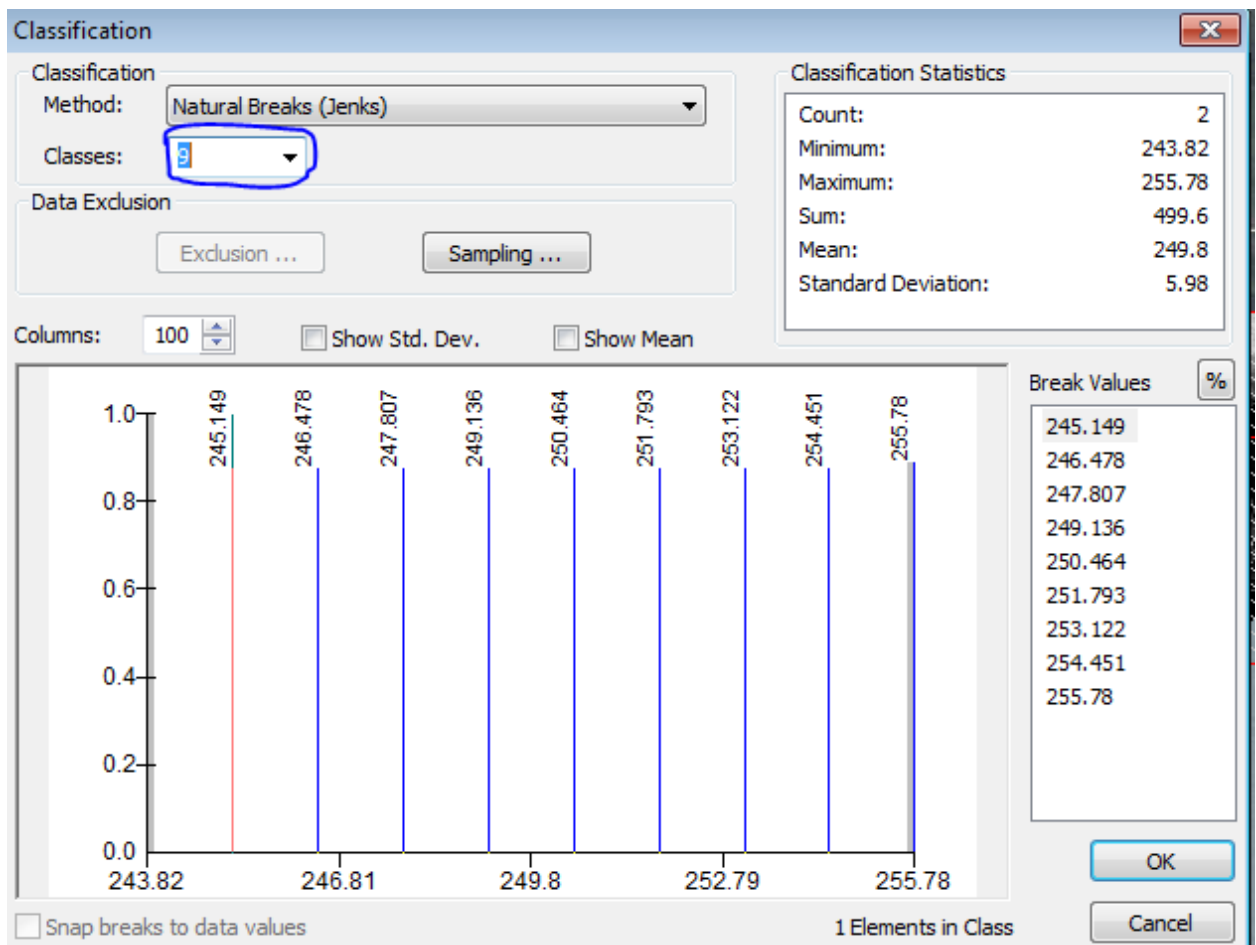 Classification
Classification
Method: Natural Breaks (Jenks)
Classes: 9
Data Exclusion
Exclusion ...
Sampling ...
Classification Statistics
Count: 2
Minimum: 243.82
Maximum: 255.78
Sum: 499.6
Mean: 249.8
Standard Deviation: 5.98
Columns: 100 Show Std. Dev. Show Mean
245.149 246.478 247.807 249.136 250.464 251.793 253.122 254.451 255.78
1.0
0.8
0.6
0.4
0.2
0.0
243.82 246.81 249.8 252.79 255.78
Break Values %
245.149
246.478
247.807
249.136
250.464
251.793
253.122
254.451
255.78
OK
Snap breaks to data values
1 Elements in Class
Cancel